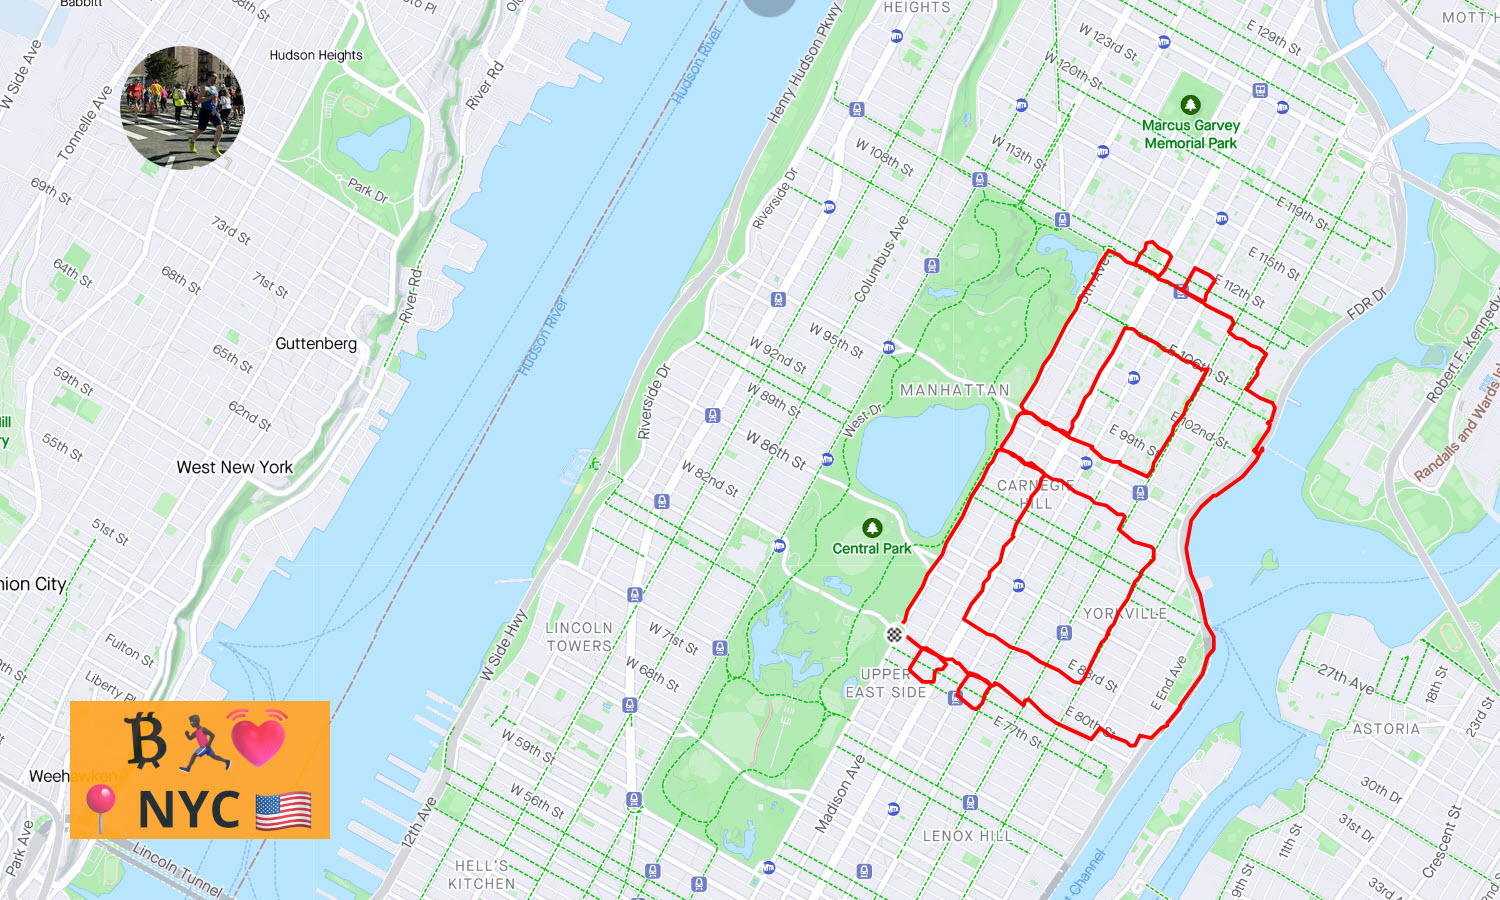 Babbitt
68th St
oto Pl
W Side Ave
Hudson Heights
Tonnelle Ave
River Rd
Hudson River
Henry Hudson Pkwy
HEIGHTS
W 123rd St
E 129th St
MOTT H
W 120th St
Marcus Garvey
Memorial Park
W 113th St
W 108th St
Park Dr
69th St
73rd St
Riverside Dr
Columbus Ave
E 119th St
E 115th St
E 112th St
5th Ave
FDR Dr
64th St
68th St
71st St
River Rd
Hudson River
Guttenberg
65th St
59th St
62nd St
W 95th St
W 92nd St
W 89th St
W 86th St
W 82nd St
Riverside Dr
West Dr
MANHATTAN
E 106th St
E 102nd St
E 99th St
Robert F. Kennedy
Randalls and Wards Isl
ill
ry
55th St
West New York
51st St
CARNEGIE
HILL
Central Park
nion City
Fulton St
Liberty Pl
W Side Hwy
LINCOLN
TOWERS
W 71st St
W 68th St
YORKVILLE
UPPER
EAST SIDE
E 83rd St
E End Ave
E 80th St
E 77th St
27th Ave
18th St
23rd St
ASTORIA
₿🏃💓
📍 NYC 🇺🇸
Weehawken
W 59th St
W 56th St
12th Ave
Madison Ave
LENOX HILL
30th Dr
31st Dr
11th St
Crescent St
Park Ave
Lincoln Tunnel
HELL'S
KITCHEN
t Channel
9th St
33rd